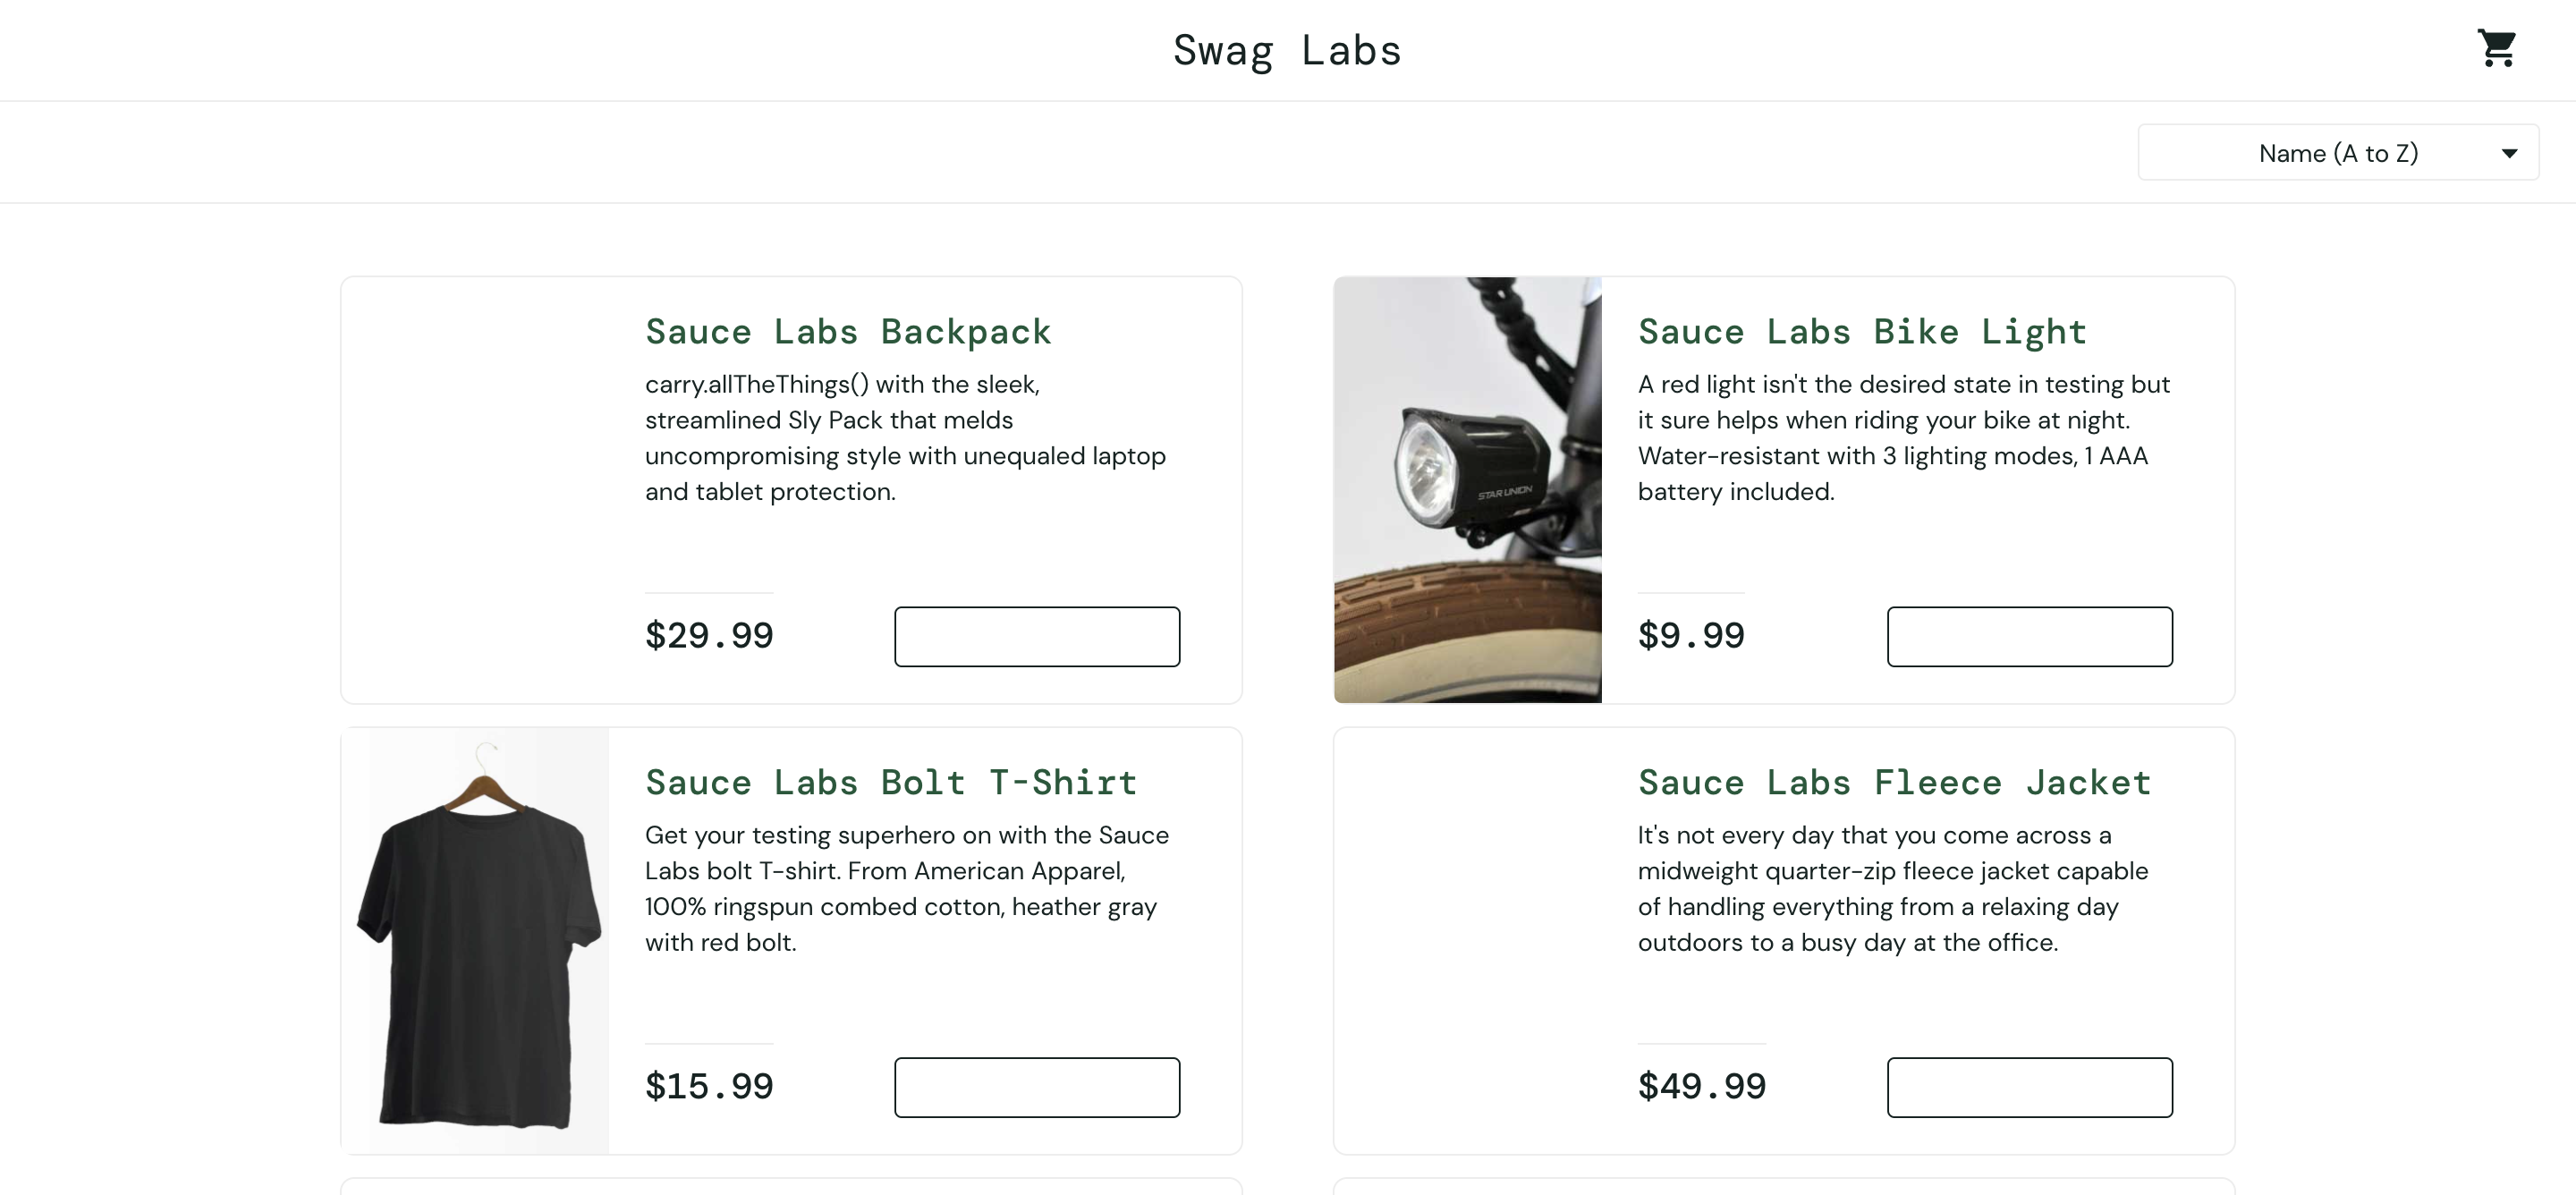 Swag Labs
Name (A to Z)
Sauce Labs Backpack
carry.allTheThings() with the sleek,
streamlined Sly Pack that melds
uncompromising style with unequaled laptop
and tablet protection.
$29.99
STAR UNION
Sauce Labs Bike Light
A red light isn't the desired state in testing but
it sure helps when riding your bike at night.
Water-resistant with 3 lighting modes, 1 AAA
battery included.
$9.99
Sauce Labs Bolt T-Shirt
Get your testing superhero on with the Sauce
Labs bolt T-shirt. From American Apparel,
100% ringspun combed cotton, heather gray
with red bolt.
$15.99
Sauce Labs Fleece Jacket
It's not every day that you come across a
midweight quarter-zip fleece jacket capable
of handling everything from a relaxing day
outdoors to a busy day at the office.
$49.99